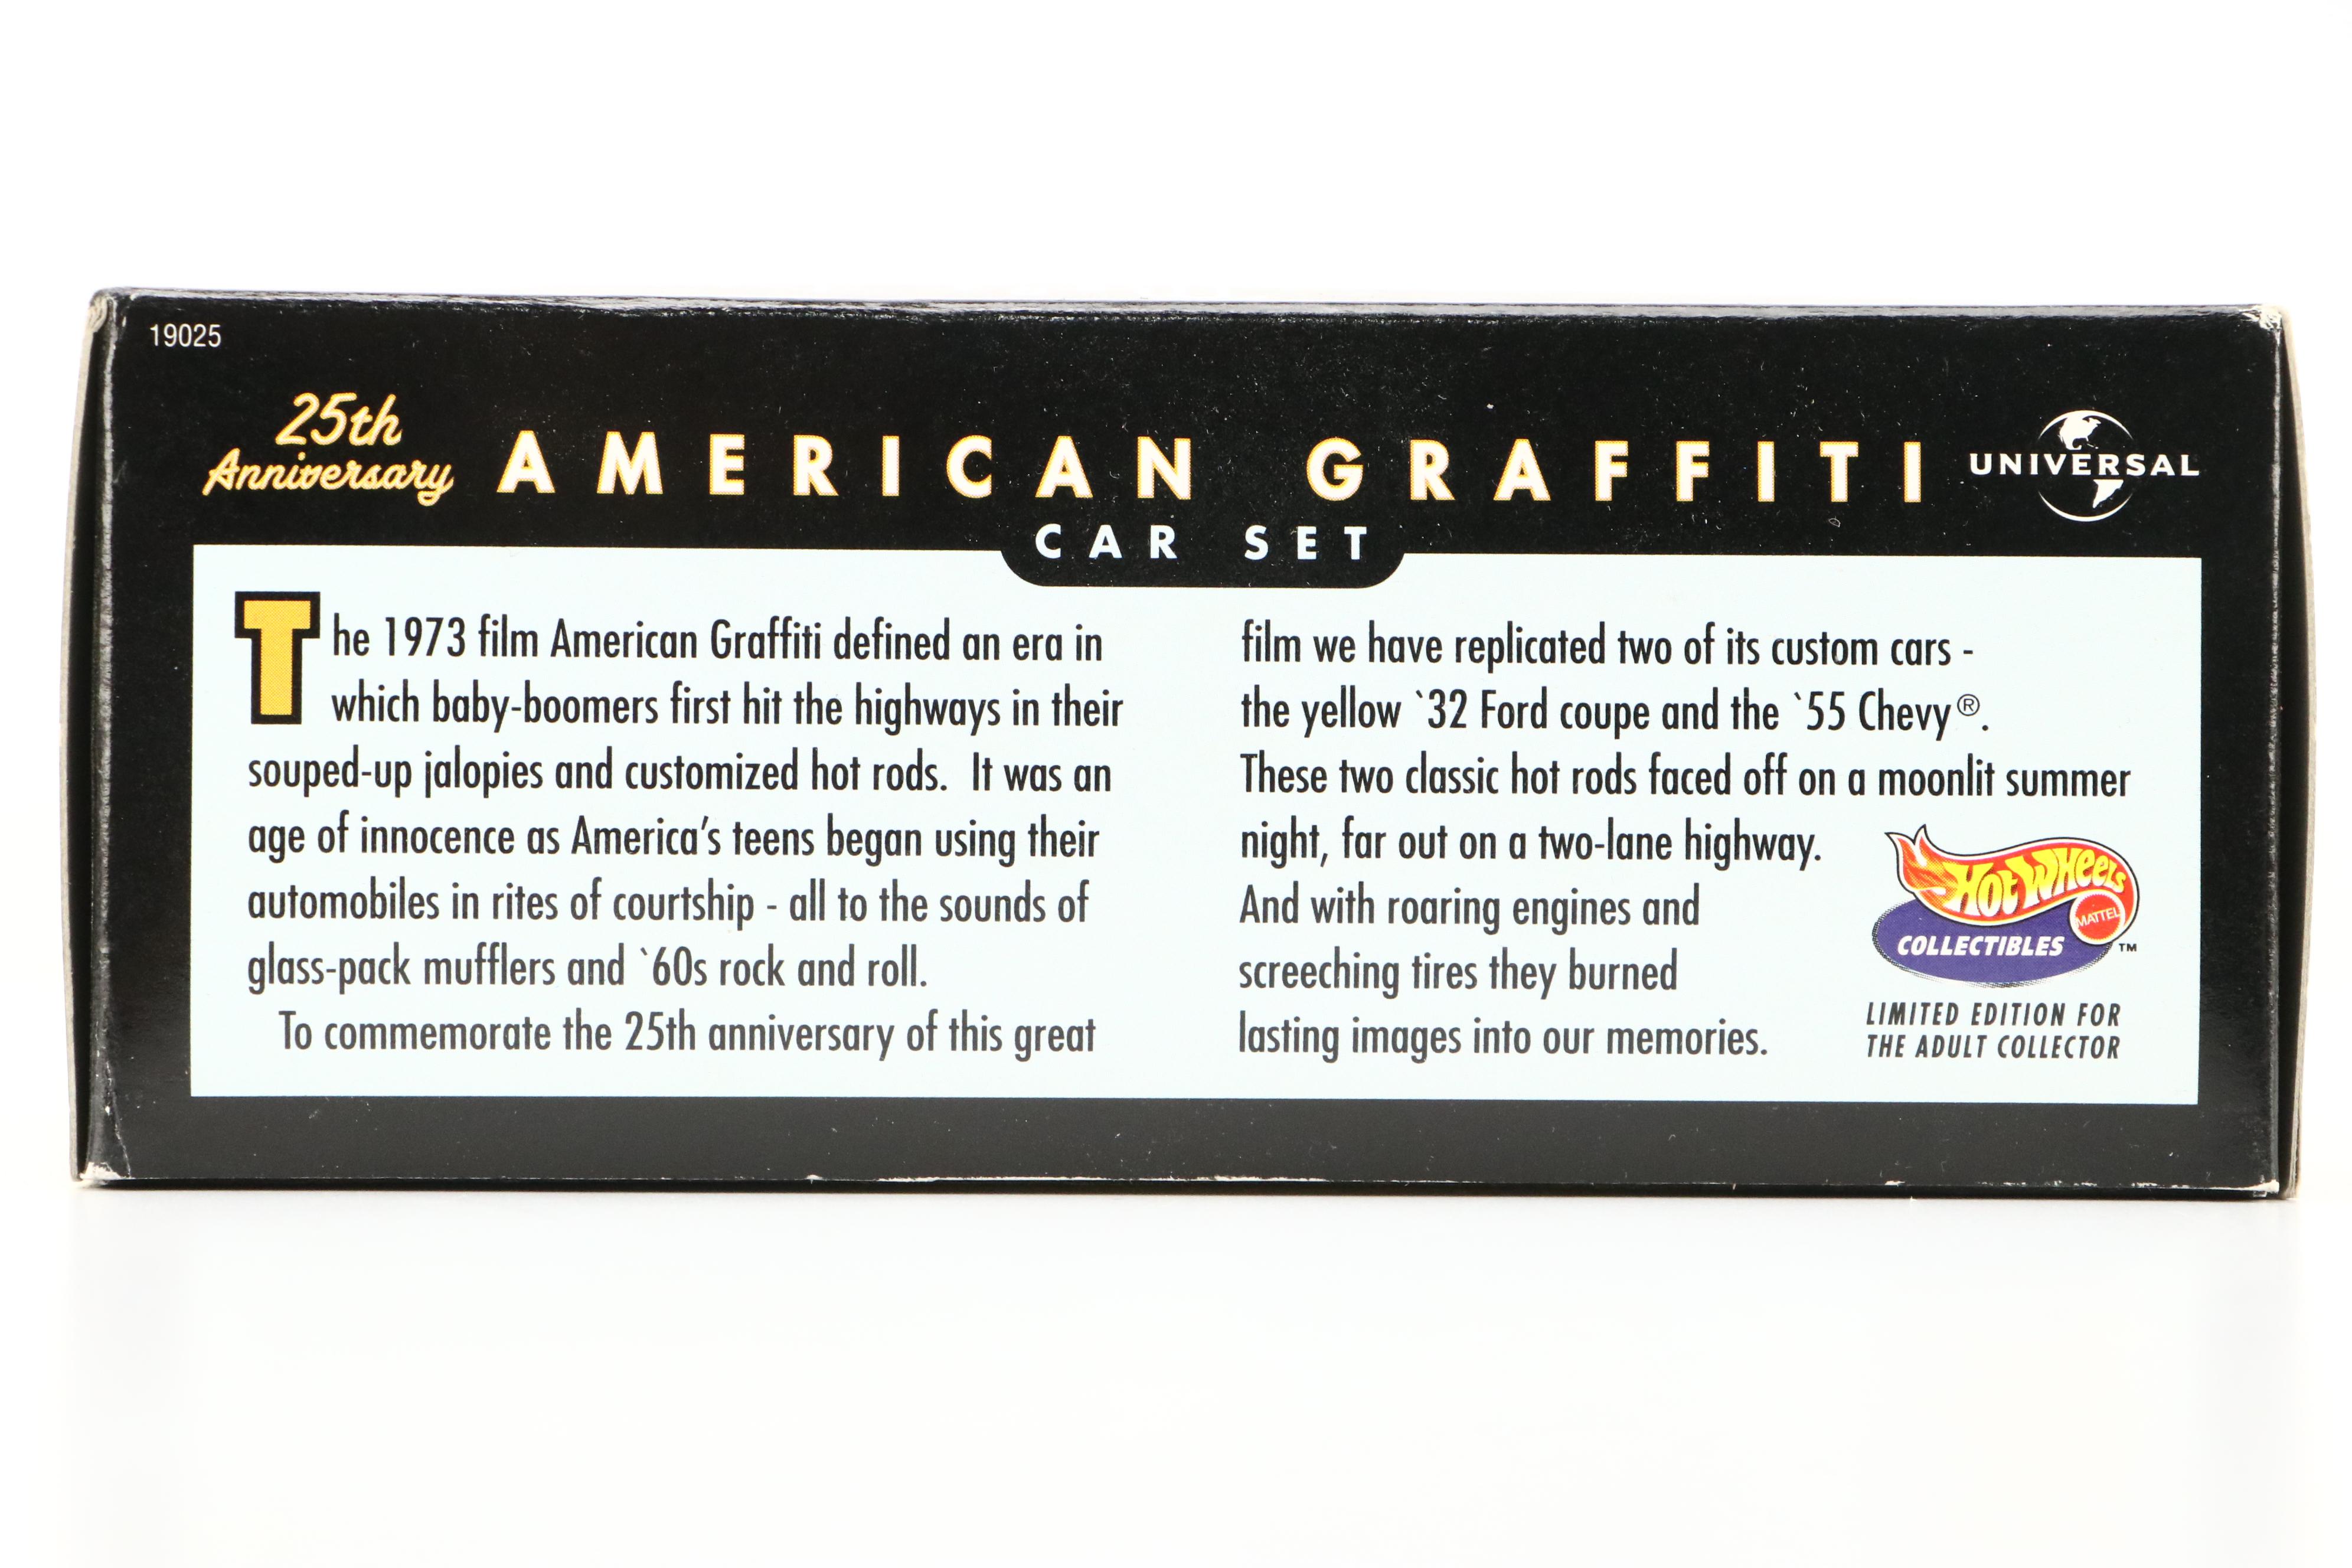 19025
25th
Anniversary
AMERICAN GRAFFITI
UNIVERSAL
CAR SET
The 1973 film American Graffiti defined an era in
which baby-boomers first hit the highways in their
souped-up jalopies and customized hot rods.  It was an
age of innocence as America's teens began using their
automobiles in rites of courtship - all to the sounds of
glass-pack mufflers and `60s rock and roll.
To commemorate the 25th anniversary of this great
film we have replicated two of its custom cars -
the yellow `32 Ford coupe and the `55 Chevy®.
These two classic hot rods faced off on a moonlit summer
night, far out on a two-lane highway.
And with roaring engines and
screeching tires they burned
lasting images into our memories.
HOT WHEELS
MATTEL
COLLECTIBLES ™
LIMITED EDITION FOR
THE ADULT COLLECTOR